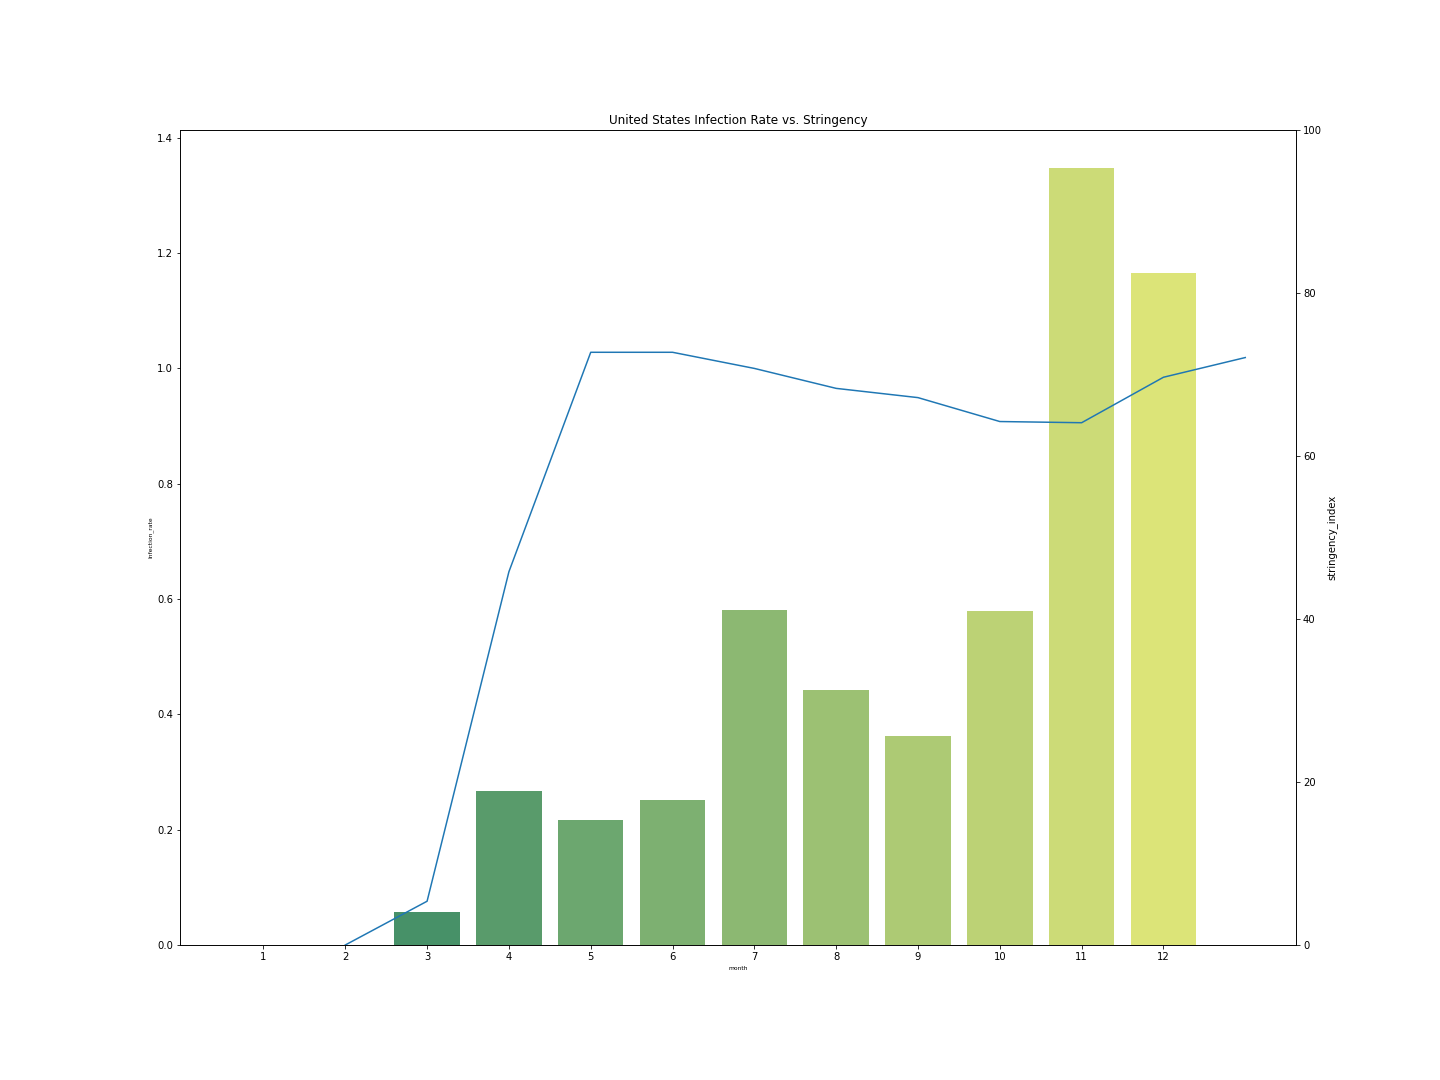 United States Infection Rate vs. Stringency
1.4
1.2
1.0
0.8
0.6
0.4
0.2
0.0
infection_rate
100
80
60
40
20
0
stringency_index
1 2 3 4 5 6 7 8 9 10 11 12
month